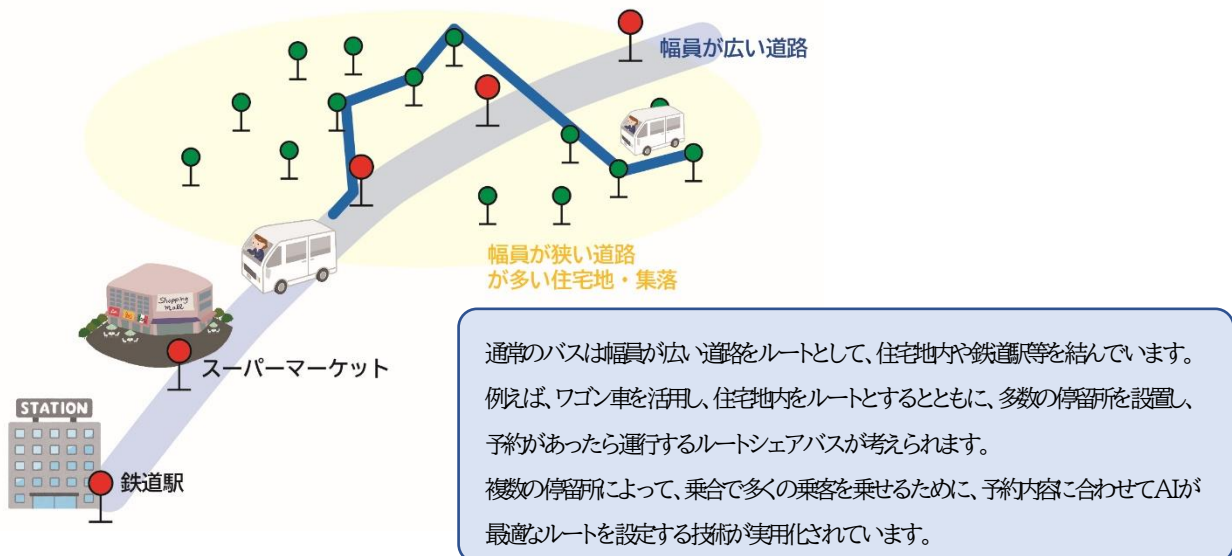 幅員が広い道路
幅員が狭い道路
が多い住宅地・集落
Shopping
Mall
スーパーマーケット
STATION
鉄道駅
通常のバスは幅員が広い道路をルートとして、住宅地内や鉄道駅等を結んでいます。
例えば、ワゴン車を活用し、住宅地内をルートとするとともに、多数の停留所を設置し、
予約があったら運行するルートシェアバスが考えられます。
複数の停留所によって、乗合で多くの乗客を乗せるために、予約内容に合わせてAIが
最適なルートを設定する技術が実用化されています。